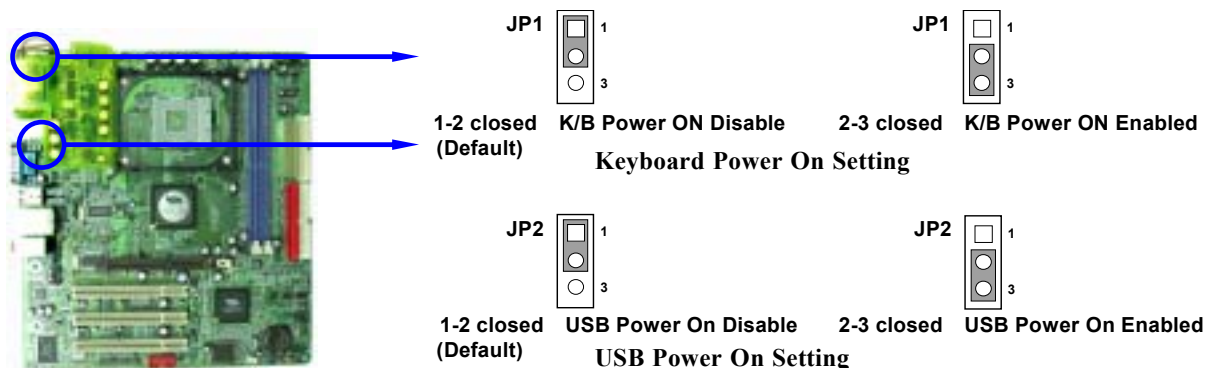 JP1 1 JP1 1
3 3
1-2 closed K/B Power ON Disable 2-3 closed K/B Power ON Enabled
(Default)
Keyboard Power On Setting
JP2 1 JP2 1
3 3
1-2 closed USB Power On Disable 2-3 closed USB Power On Enabled
(Default)
USB Power On Setting